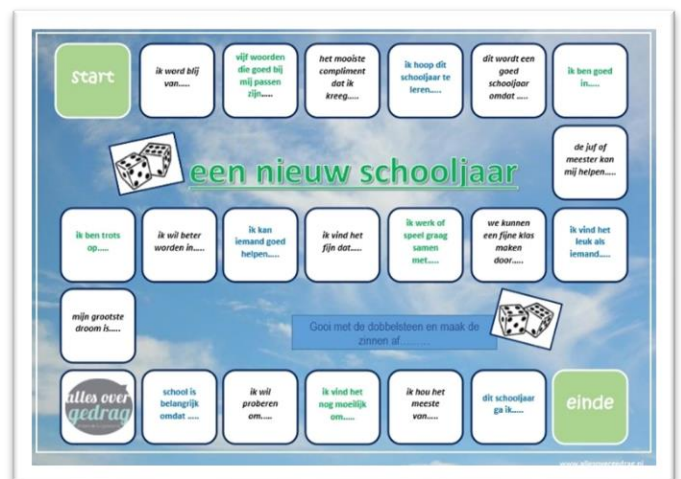 start
ik word blij
van.....
vijf woorden
die goed bij
mij passen
zijn.....
het mooiste
compliment
dat ik
kreeg.....
ik hoop dit
schooljaar te
leren.....
dit wordt een
goed
schooljaar
omdat .....
ik ben goed
in.....
de juf of
meester kan
mij helpen.....
een nieuw schooljaar
ik ben trots
op.....
ik wil beter
worden in.....
ik kan
iemand goed
helpen.....
ik vind het
fijn dat.....
ik werk of
speel graag
samen
met.....
we kunnen
een fijne klas
maken
door.....
ik vind het
leuk als
iemand.....
mijn grootste
droom is.....
Gooi met de dobbelsteen en maak de
zinnen af.........
alles over
gedrag
school is
belangrijk
omdat .....
ik wil
proberen
om.....
ik vind het
nog moeilijk
om.....
ik hou het
meeste
van.....
dit schooljaar
ga ik.....
einde
www.allesovergedrag.nl